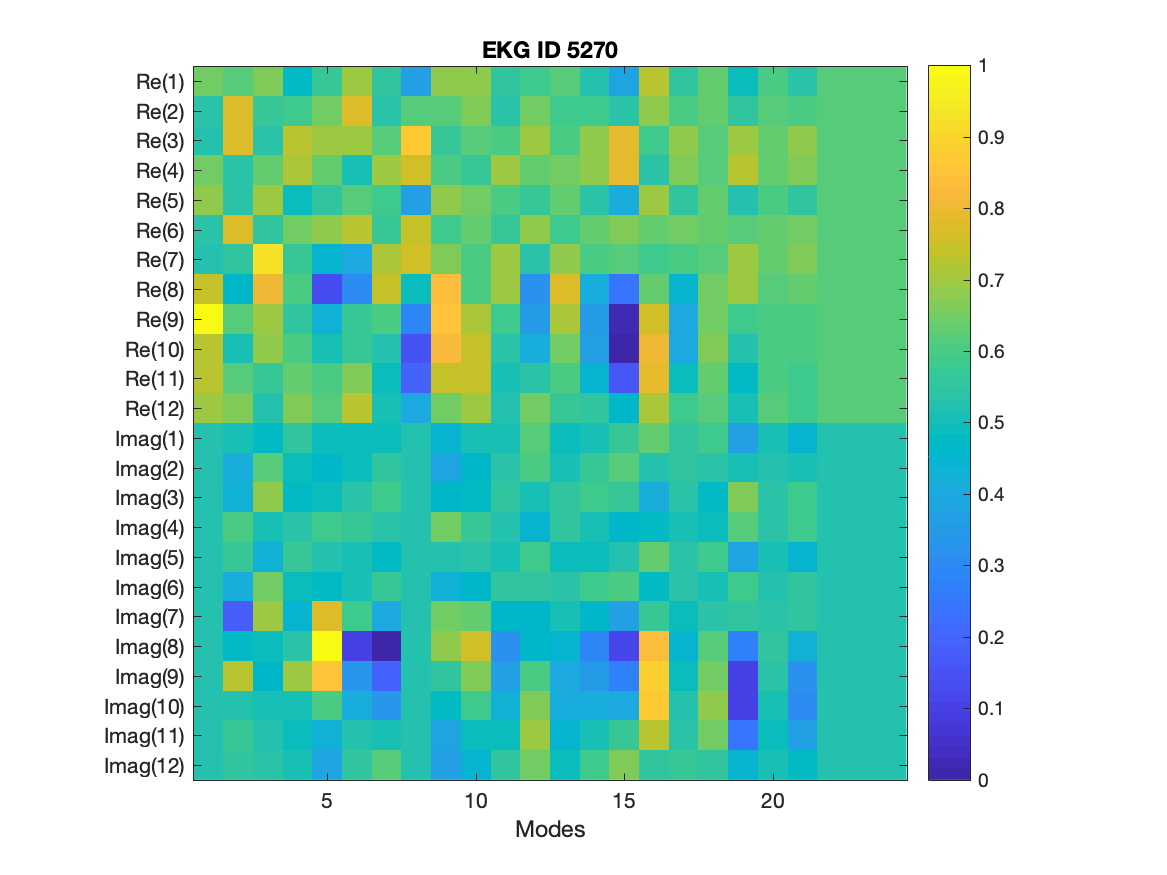 EKG ID 5270
Re(1)
Re(2)
Re(3)
Re(4)
Re(5)
Re(6)
Re(7)
Re(8)
Re(9)
Re(10)
Re(11)
Re(12)
Imag(1)
Imag(2)
Imag(3)
Imag(4)
Imag(5)
Imag(6)
Imag(7)
Imag(8)
Imag(9)
Imag(10)
Imag(11)
Imag(12)
5 10 15 20
Modes
1
0.9
0.8
0.7
0.6
0.5
0.4
0.3
0.2
0.1
0